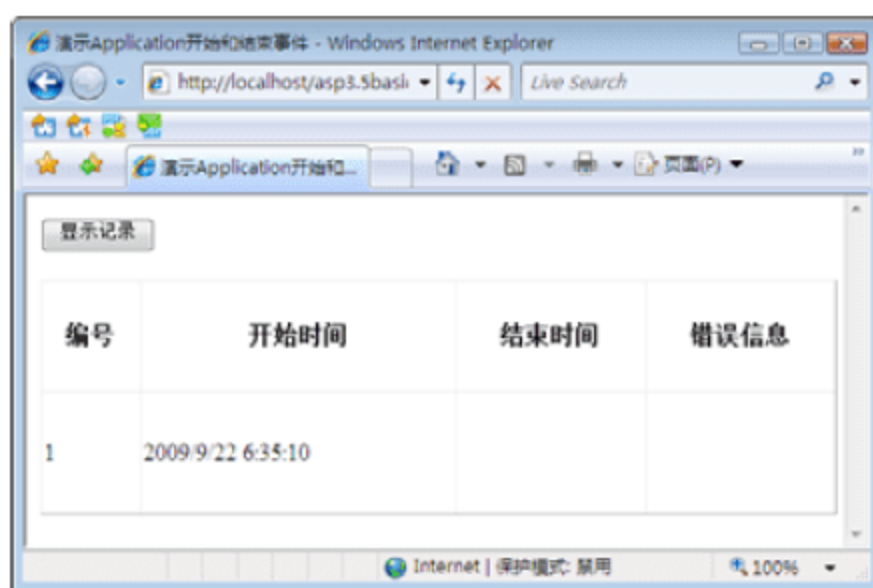 演示Application开始和结束事件 - Windows Internet Explorer
http://localhost/asp3.5basic
Live Search
演示Application开始和...
页面(P)
显示记录
编号 开始时间 结束时间 错误信息
1 2009/9/22 6:35:10
Internet | 保护模式: 禁用
100%